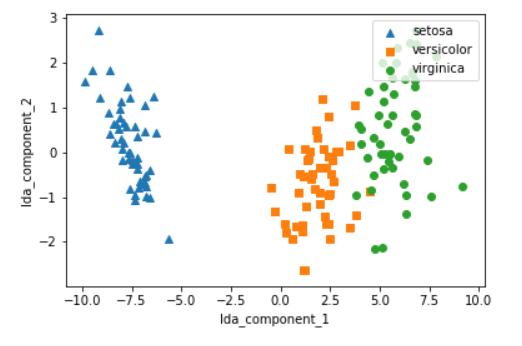 setosa
versicolor
virginica
3
2
1
0
−1
−2
lda_component_2
−10.0 −7.5 −5.0 −2.5 0.0 2.5 5.0 7.5 10.0
lda_component_1